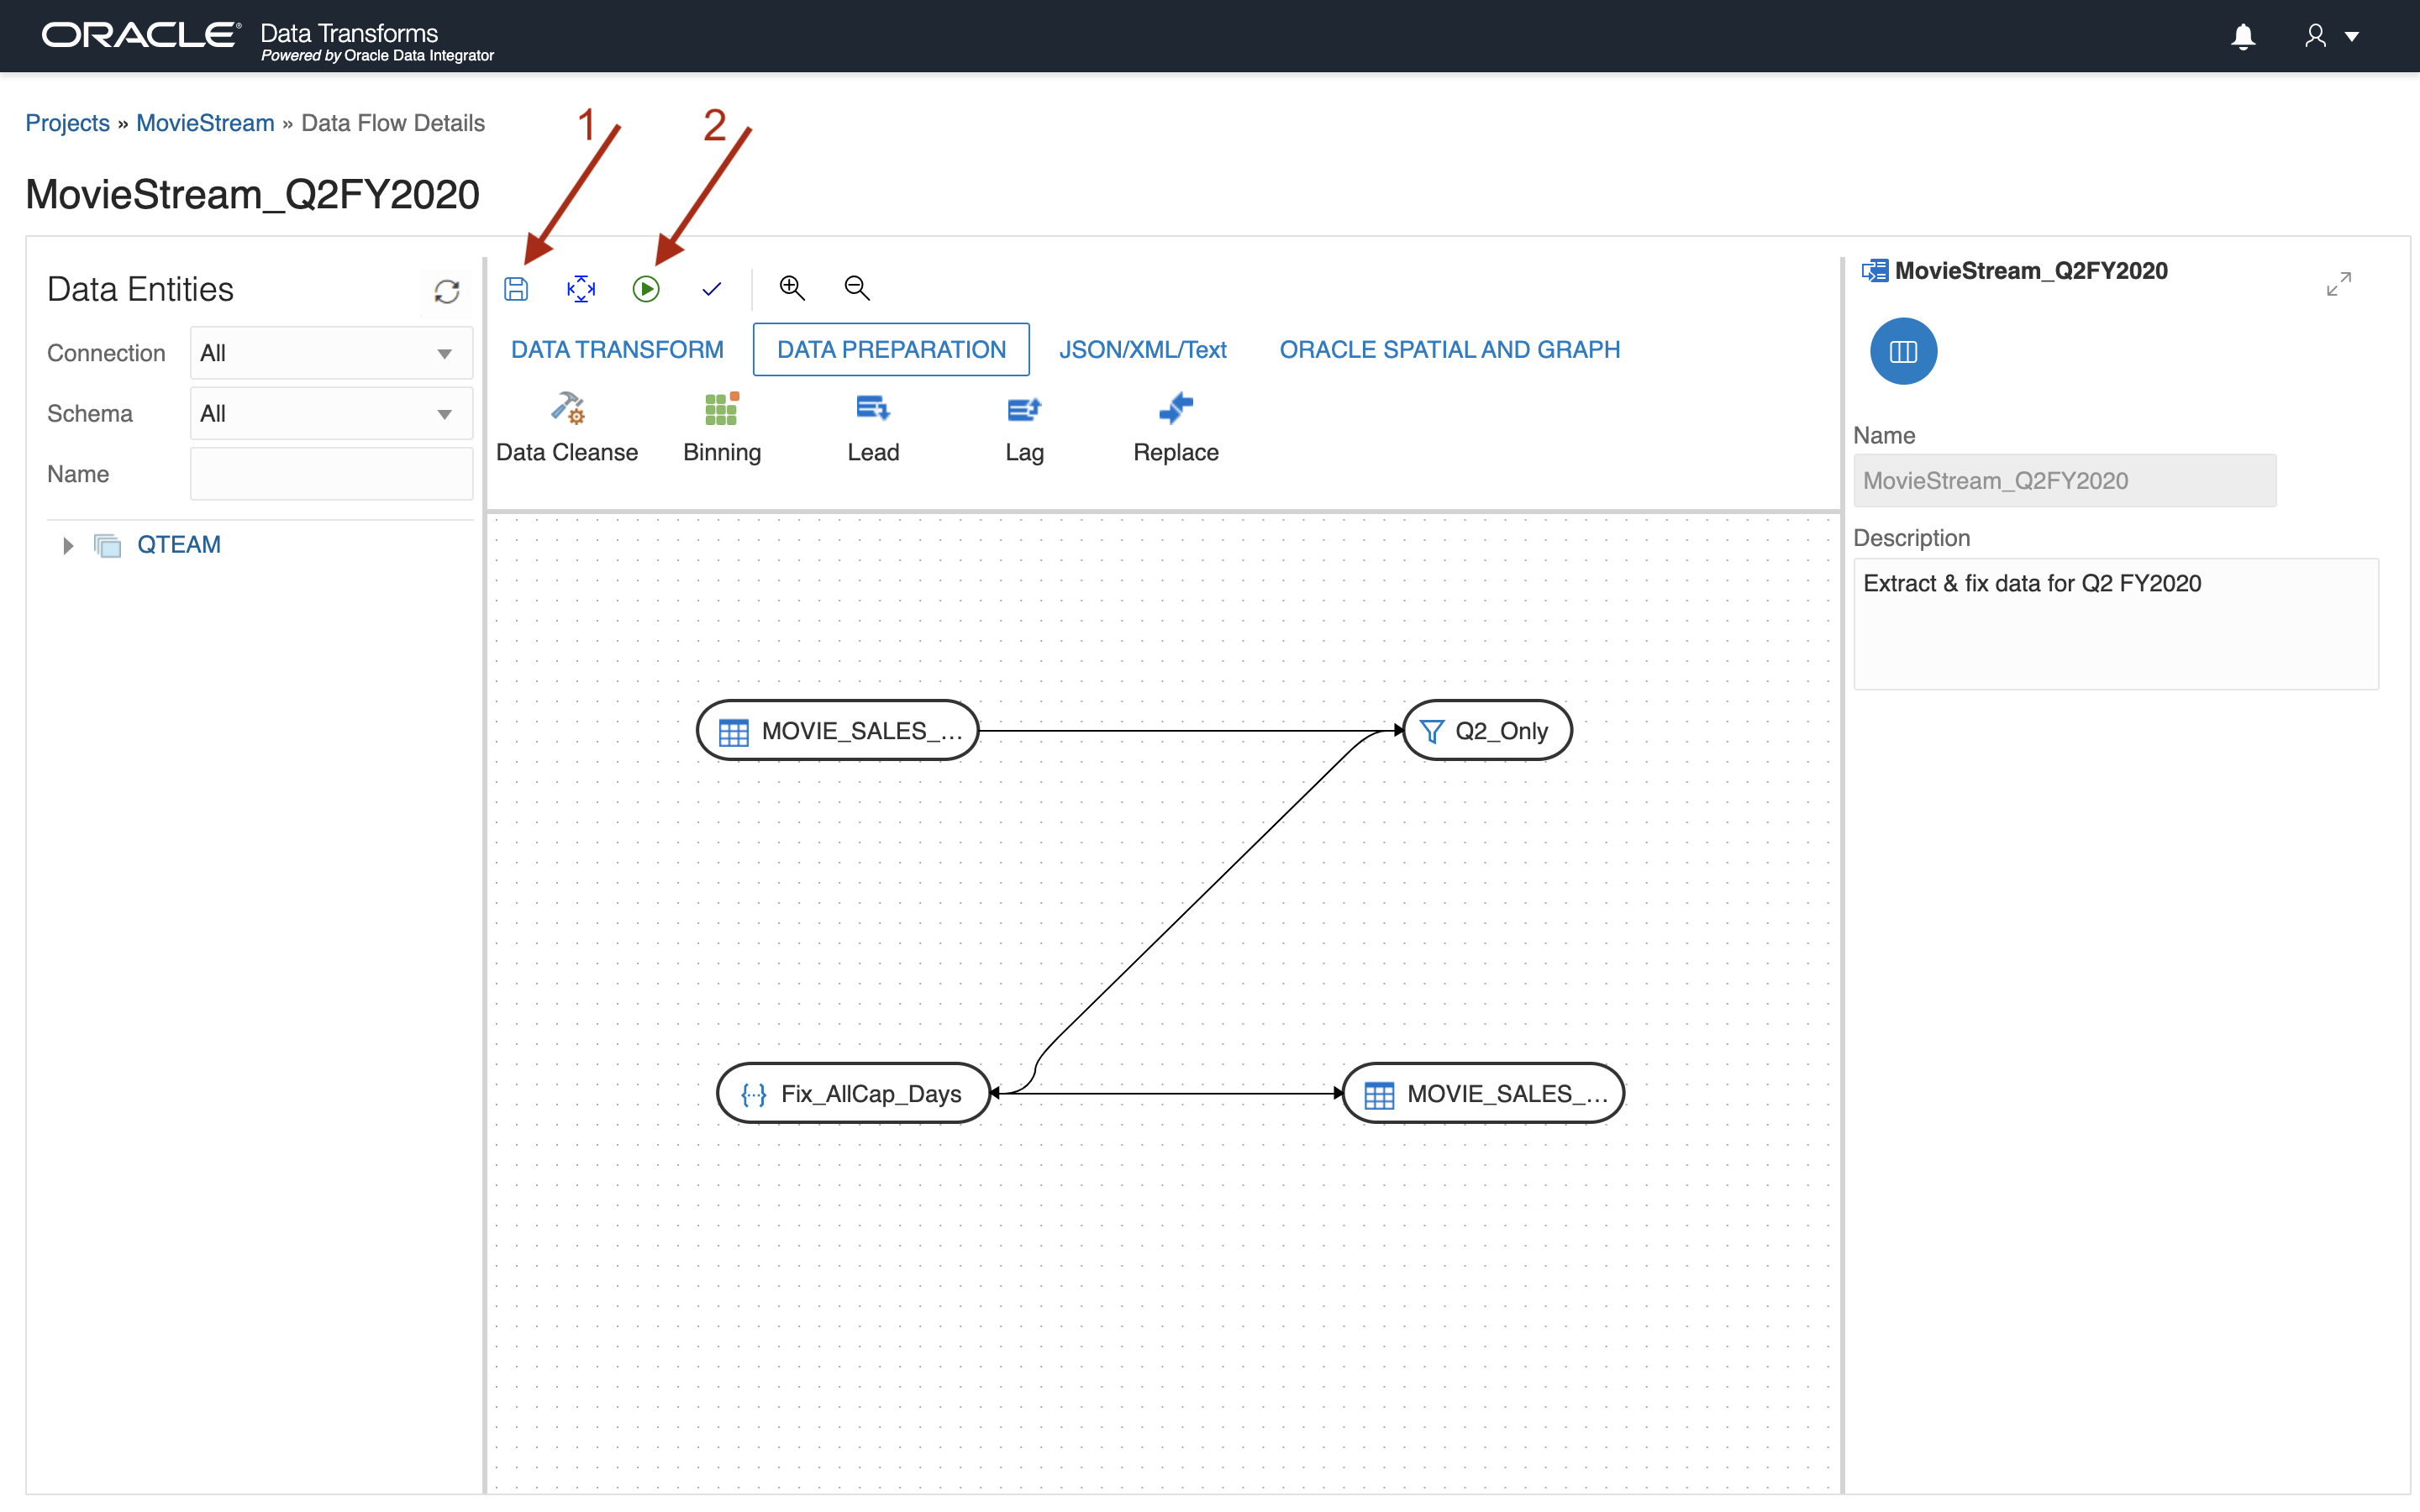 ORACLE Data Transforms
Powered by Oracle Data Integrator
Projects » MovieStream » Data Flow Details
1
2
MovieStream_Q2FY2020
Data Entities
Connection All
Schema All
Name
QTEAM
DATA TRANSFORM DATA PREPARATION JSON/XML/Text ORACLE SPATIAL AND GRAPH
Data Cleanse Binning Lead Lag Replace
MOVIE_SALES_... Q2_Only
{···} Fix_AllCap_Days MOVIE_SALES_...
MovieStream_Q2FY2020
Name
MovieStream_Q2FY2020
Description
Extract & fix data for Q2 FY2020